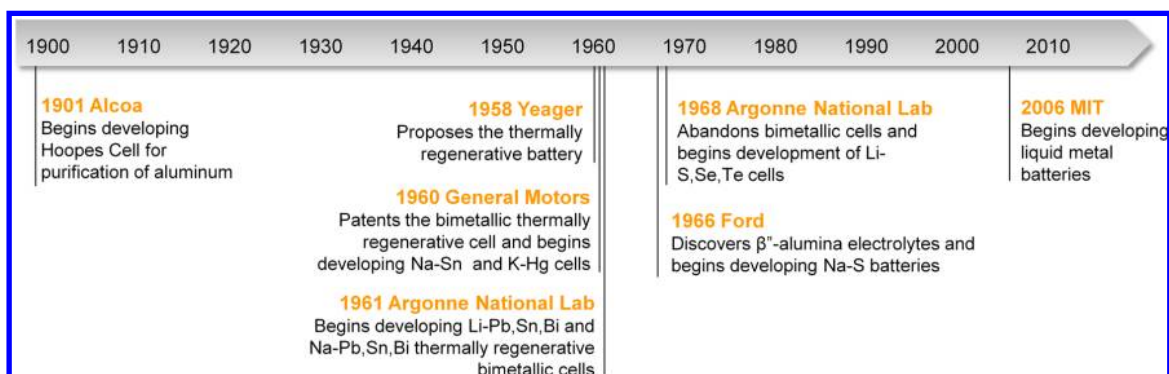 1900 1910 1920 1930 1940 1950 1960 1970 1980 1990 2000 2010
1901 Alcoa
Begins developing
Hoopes Cell for
purification of aluminum
1958 Yeager
Proposes the thermally
regenerative battery
1968 Argonne National Lab
Abandons bimetallic cells and
begins development of Li-
S,Se,Te cells
2006 MIT
Begins developing
liquid metal
batteries
1960 General Motors
Patents the bimetallic thermally
regenerative cell and begins
developing Na-Sn and K-Hg cells
1966 Ford
Discovers β"-alumina electrolytes and
begins developing Na-S batteries
1961 Argonne National Lab
Begins developing Li-Pb,Sn,Bi and
Na-Pb,Sn,Bi thermally regenerative
bimetallic cells